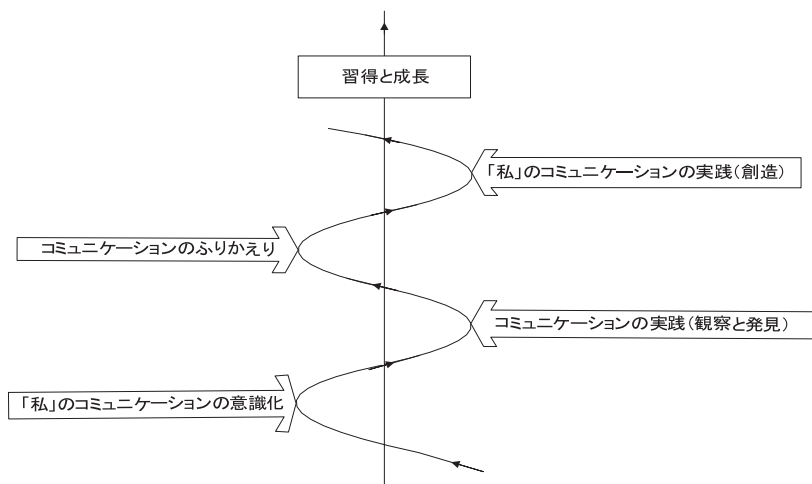 習得と成長
「私」のコミュニケーションの実践(創造)
コミュニケーションのふりかえり
コミュニケーションの実践(観察と発見)
「私」のコミュニケーションの意識化